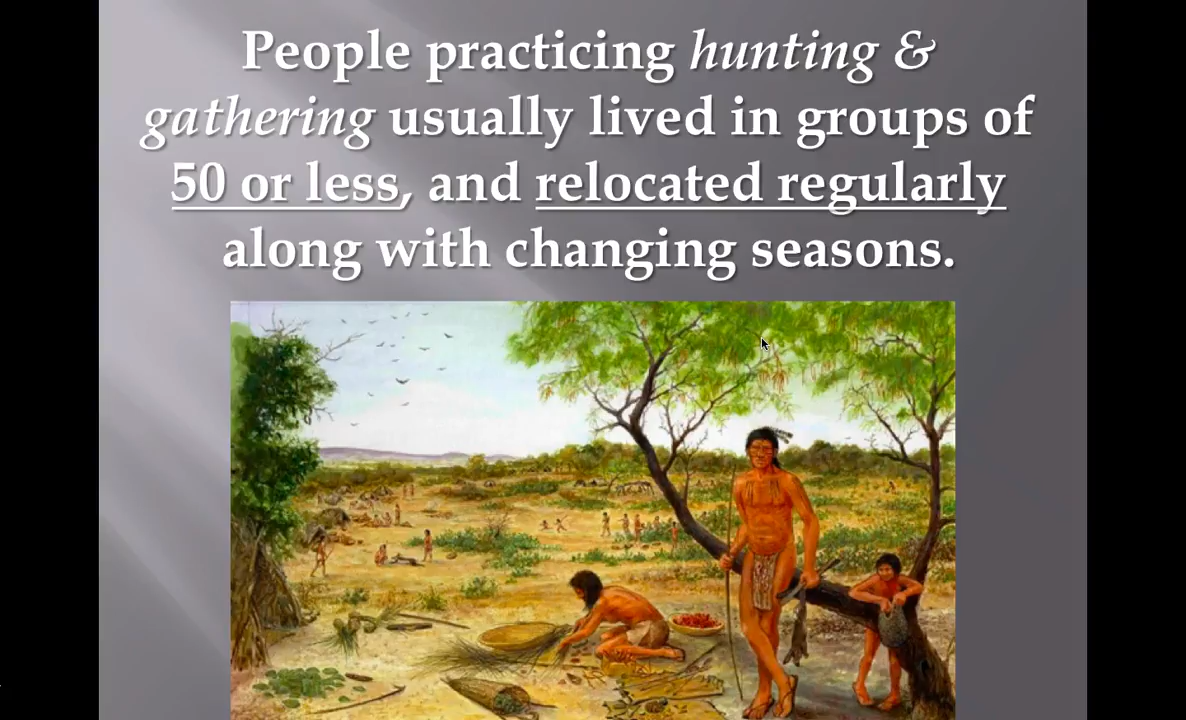 People practicing hunting &
gathering usually lived in groups of
50 or less, and relocated regularly
along with changing seasons.